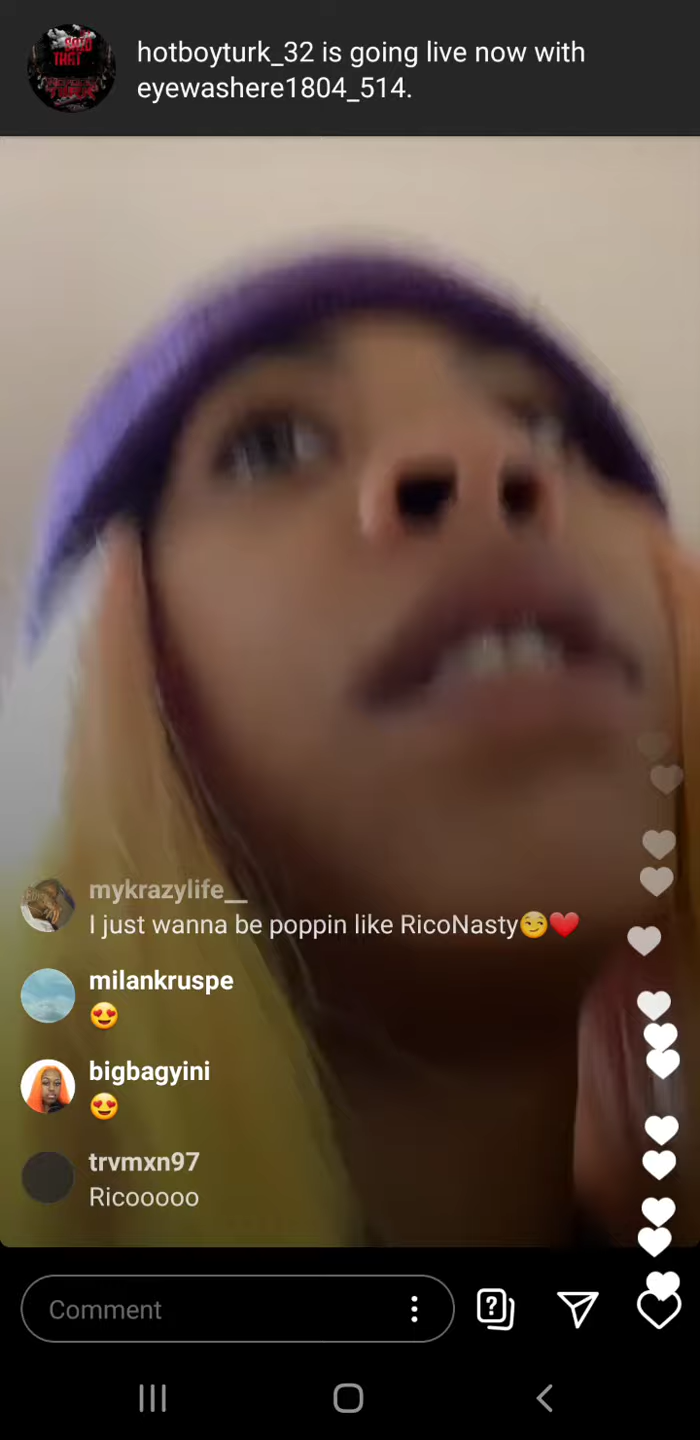 hotboyturk_32 is going live now with
eyewashere1804_514.
mykrazylife__
I just wanna be poppin like RicoNasty😏❤️
milankruspe
😍
bigbagyini
😍
trvmxn97
Ricooooo
Comment